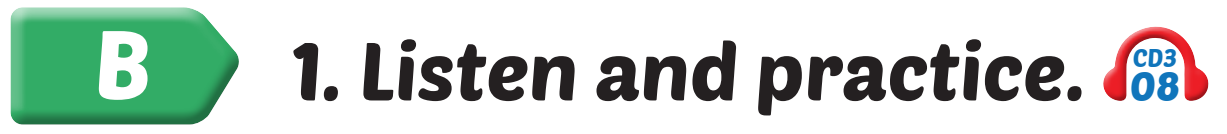 B 1. Listen and practice. CD3 08